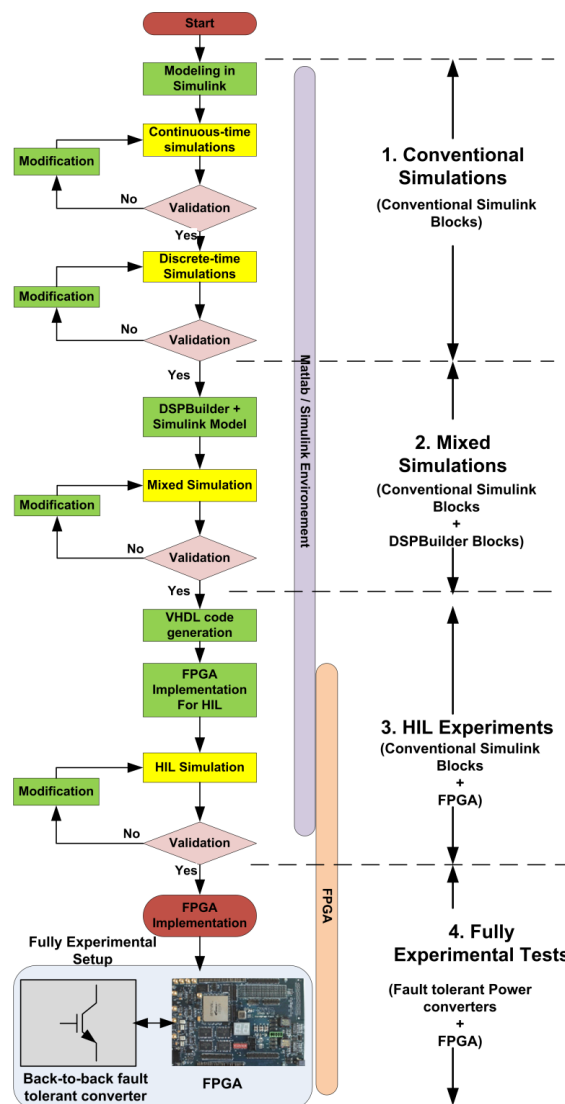 Start
Modeling in
Simulink
Continuous-time
simulations
Modification
No
Validation
Yes
Discrete-time
Simulations
Modification
No
Validation
Yes
1. Conventional
Simulations
(Conventional Simulink
Blocks)
DSPBuilder +
Simulink Model
Mixed Simulation
Modification
No
Validation
Yes
2. Mixed
Simulations
(Conventional Simulink
Blocks
+
DSPBuilder Blocks)
Matlab / Simulink Environement
VHDL code
generation
FPGA
Implementation
For HIL
HIL Simulation
Modification
No
Validation
Yes
3. HIL Experiments
(Conventional Simulink
Blocks
+
FPGA)
FPGA
FPGA
Implementation
Fully Experimental
Setup
Back-to-back fault
tolerant converter
FPGA
4. Fully
Experimental Tests
(Fault tolerant Power
converters
+
FPGA)